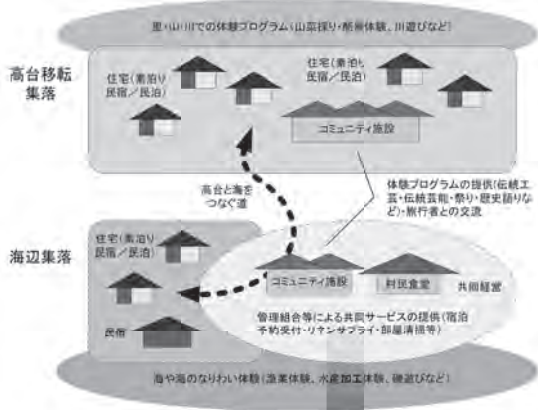 里・山・川での体験プログラム(山菜採り・酪農体験、川遊びなど)
高台移転
集落
住宅(素泊り
民宿/民泊)
住宅(素泊り
民宿/民泊)
コミュニティ施設
高台と海を
つなぐ道
体験プログラムの提供(伝統工
芸・伝統芸能・祭り・歴史語りな
ど)・旅行者との交流
海辺集落
住宅(素泊り
民宿/民泊)
民宿
コミュニティ施設
村民食堂
共同経営
管理組合等による共同サービスの提供(宿泊
予約受付・リネンサプライ・部屋清掃等)
海や海のなりわい体験(漁業体験、水産加工体験、磯遊びなど)